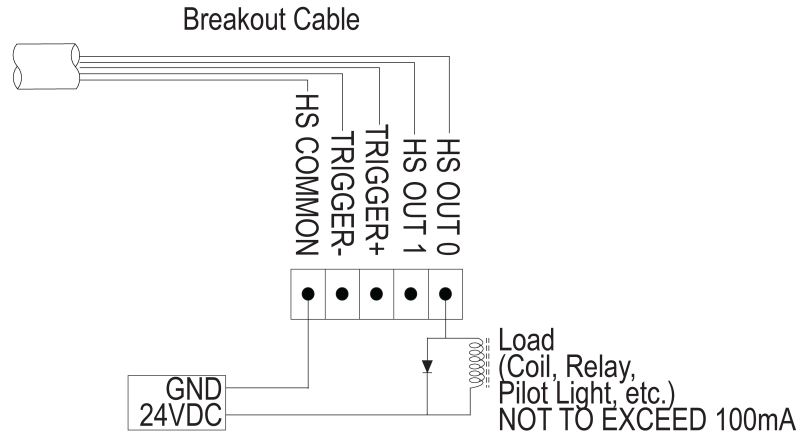 Breakout Cable
HS COMMON
TRIGGER-
TRIGGER+
HS OUT 1
HS OUT 0
Load
(Coil, Relay,
Pilot Light, etc.)
NOT TO EXCEED 100mA
GND
24VDC